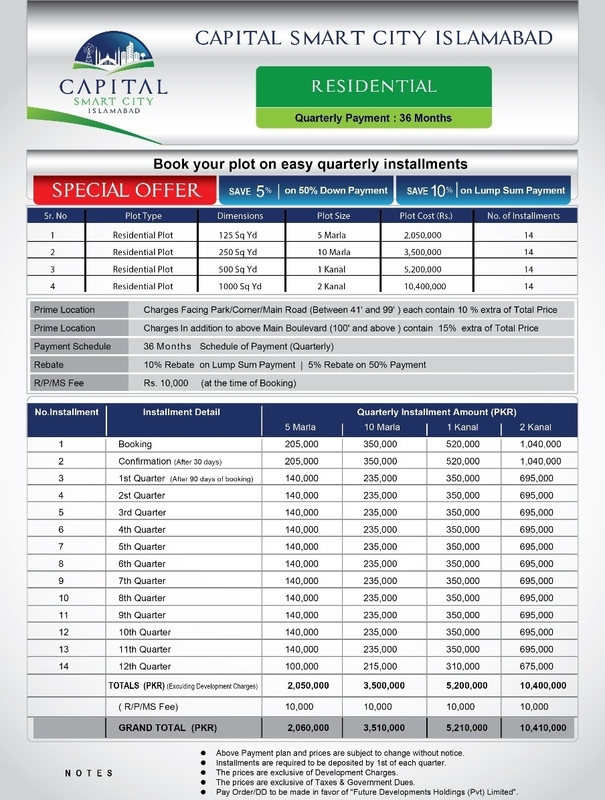 CAPITAL
SMART CITY
ISLAMABAD
CAPITAL SMART CITY ISLAMABAD
RESIDENTIAL
Quarterly Payment : 36 Months
Book your plot on easy quarterly installments
SPECIAL OFFER SAVE 5% on 50% Down Payment SAVE 10% on Lump Sum Payment
Sr. No Plot Type Dimensions Plot Size Plot Cost (Rs.) No. of Installments
1 Residential Plot 125 Sq Yd 5 Marla 2,050,000 14
2 Residential Plot 250 Sq Yd 10 Marla 3,500,000 14
3 Residential Plot 500 Sq Yd 1 Kanal 5,200,000 14
4 Residential Plot 1000 Sq Yd 2 Kanal 10,400,000 14
Prime Location Charges Facing Park/Corner/Main Road (Between 41' and 99' ) each contain 10 % extra of Total Price
Prime Location Charges In addition to above Main Boulevard (100' and above ) contain 15% extra of Total Price
Payment Schedule 36 Months Schedule of Payment (Quarterly)
Rebate 10% Rebate on Lump Sum Payment | 5% Rebate on 50% Payment
R/P/MS Fee Rs. 10,000 (at the time of Booking)
No.Installment Installment Detail Quarterly Installment Amount (PKR)
5 Marla 10 Marla 1 Kanal 2 Kanal
1 Booking 205,000 350,000 520,000 1,040,000
2 Confirmation (After 30 days) 205,000 350,000 520,000 1,040,000
3 1st Quarter (After 90 days of booking) 140,000 235,000 350,000 695,000
4 2st Quarter 140,000 235,000 350,000 695,000
5 3rd Quarter 140,000 235,000 350,000 695,000
6 4th Quarter 140,000 235,000 350,000 695,000
7 5th Quarter 140,000 235,000 350,000 695,000
8 6th Quarter 140,000 235,000 350,000 695,000
9 7th Quarter 140,000 235,000 350,000 695,000
10 8th Quarter 140,000 235,000 350,000 695,000
11 9th Quarter 140,000 235,000 350,000 695,000
12 10th Quarter 140,000 235,000 350,000 695,000
13 11th Quarter 140,000 235,000 350,000 695,000
14 12th Quarter 100,000 215,000 310,000 675,000
TOTALS (PKR) (Exculding Development Charges) 2,050,000 3,500,000 5,200,000 10,400,000
( R/P/MS Fee) 10,000 10,000 10,000 10,000
GRAND TOTAL (PKR) 2,060,000 3,510,000 5,210,000 10,410,000
NOTES
● Above Payment plan and prices are subject to change without notice.
● Installments are required to be deposited by 1st of each quarter.
● The prices are exclusive of Development Charges.
● The prices are exclusive of Taxes & Government Dues.
● Pay Order/DD to be made in favor of "Future Developments Holdings (Pvt) Limited".